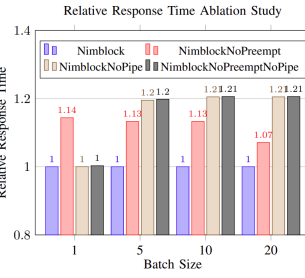 Relative Response Time Ablation Study
Relative Response Time
1.4
1.2
1
0.8
Nimblock NimblockNoPreempt
NimblockNoPipe NimblockNoPreemptNoPipe
1 1.14 1 1
1 1.13 1.2 1.2
1 1.13 1.21 1.21
1 1.07 1.21 1.21
1 5 10 20
Batch Size